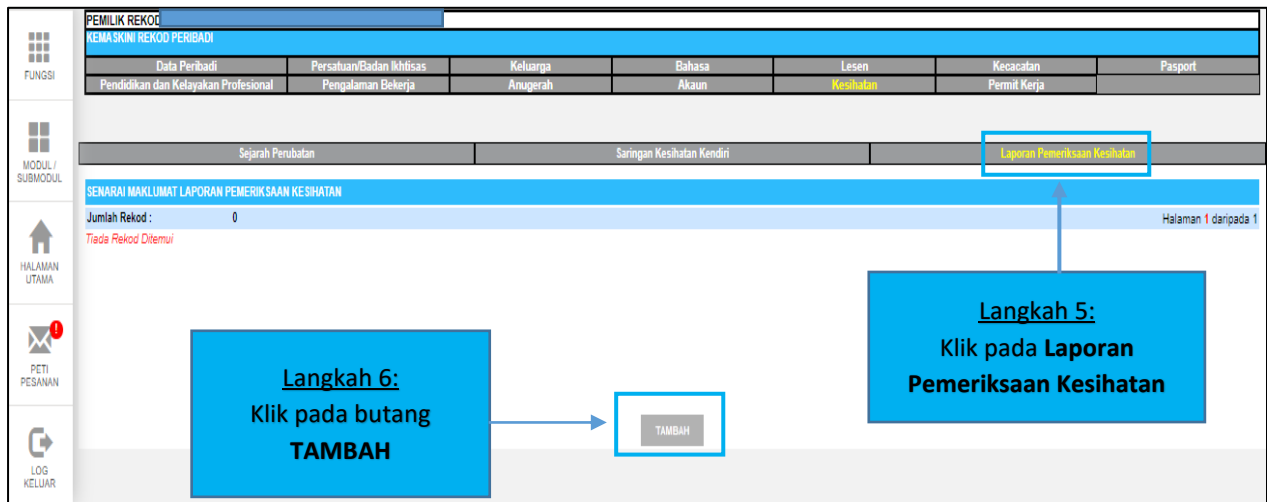 PEMILIK REKOD
KEMASKINI REKOD PERIBADI
Data Peribadi Persatuan/Badan Ikhtisas Keluarga Bahasa Lesen Kecacatan Pasport
Pendidikan dan Kelayakan Profesional Pengalaman Bekerja Anugerah Akaun Kesihatan Permit Kerja
FUNGSI
MODUL /
SUBMODUL
HALAMAN
UTAMA
!
PETI
PESANAN
LOG
KELUAR
Sejarah Perubatan Saringan Kesihatan Kendiri Laporan Pemeriksaan Kesihatan
SENARAI MAKLUMAT LAPORAN PEMERIKSAAN KESIHATAN
Jumlah Rekod : 0 Halaman 1 daripada 1
Tiada Rekod Ditemui
Langkah 5:
Klik pada Laporan
Pemeriksaan Kesihatan
Langkah 6:
Klik pada butang
TAMBAH
TAMBAH